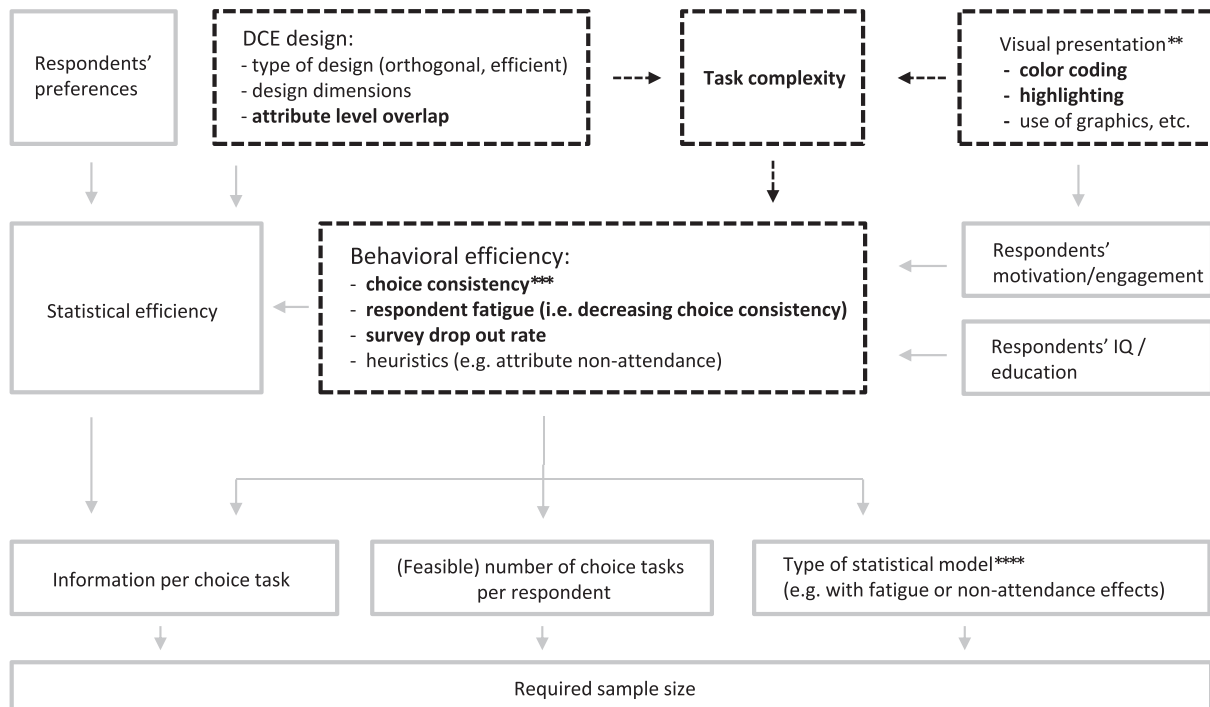 Respondents'
preferences
DCE design:
- type of design (orthogonal, efficient)
- design dimensions
- attribute level overlap
Task complexity
Visual presentation**
- color coding
- highlighting
- use of graphics, etc.
Statistical efficiency
Behavioral efficiency:
- choice consistency***
- respondent fatigue (i.e. decreasing choice consistency)
- survey drop out rate
- heuristics (e.g. attribute non-attendance)
Respondents'
motivation/engagement
Respondents' IQ /
education
Information per choice task
(Feasible) number of choice tasks
per respondent
Type of statistical model****
(e.g. with fatigue or non-attendance effects)
Required sample size